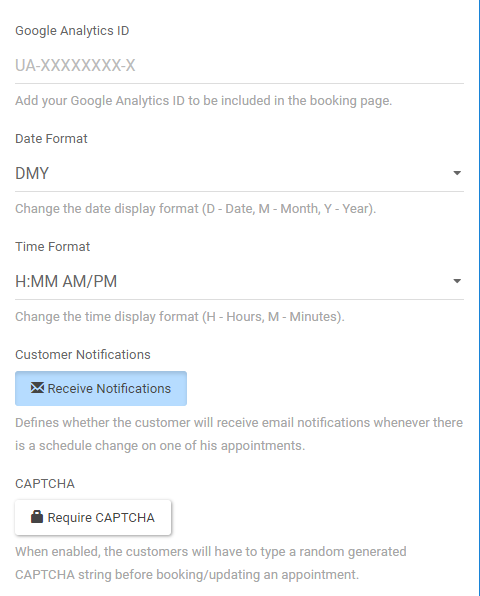 Google Analytics ID
UA-XXXXXXXX-X
Add your Google Analytics ID to be included in the booking page.
Date Format
DMY
Change the date display format (D - Date, M - Month, Y - Year).
Time Format
H:MM AM/PM
Change the time display format (H - Hours, M - Minutes).
Customer Notifications
Receive Notifications
Defines whether the customer will receive email notifications whenever there
is a schedule change on one of his appointments.
CAPTCHA
Require CAPTCHA
When enabled, the customers will have to type a random generated
CAPTCHA string before booking/updating an appointment.